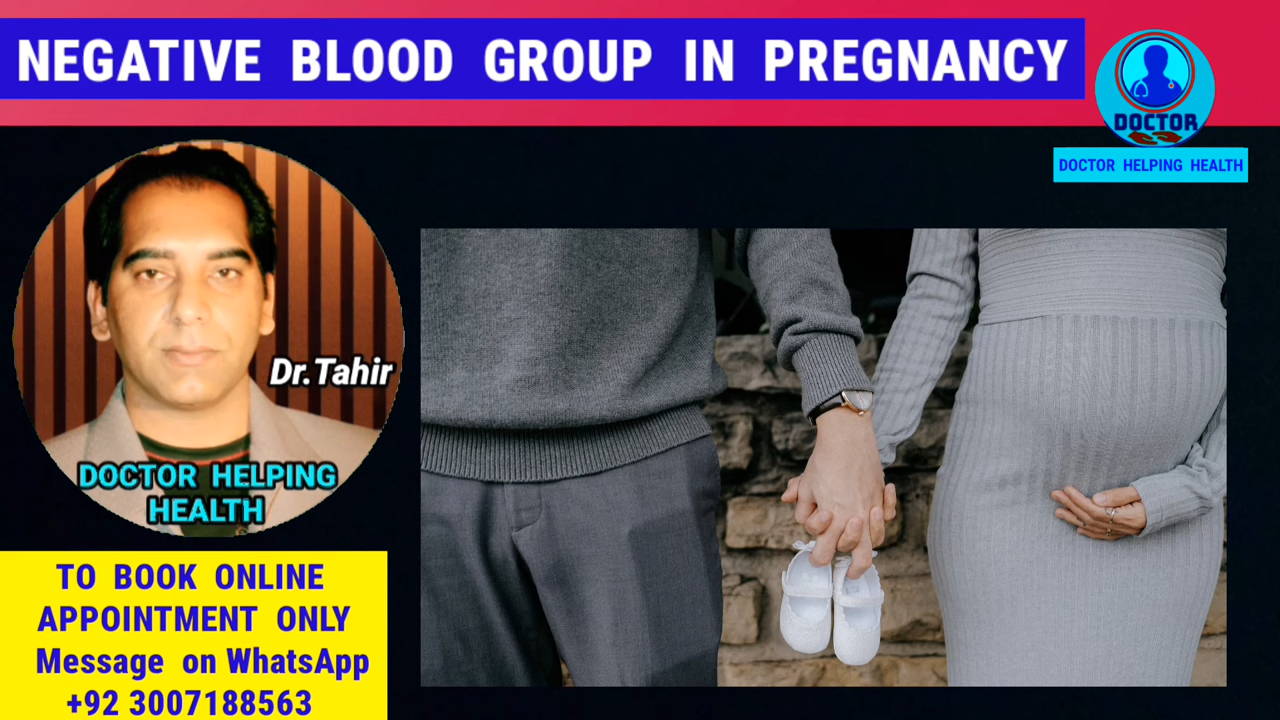 NEGATIVE BLOOD GROUP IN PREGNANCY
DOCTOR
DOCTOR HELPING HEALTH
Dr.Tahir
DOCTOR HELPING
HEALTH
TO BOOK ONLINE
APPOINTMENT ONLY
Message on WhatsApp
+92 3007188563